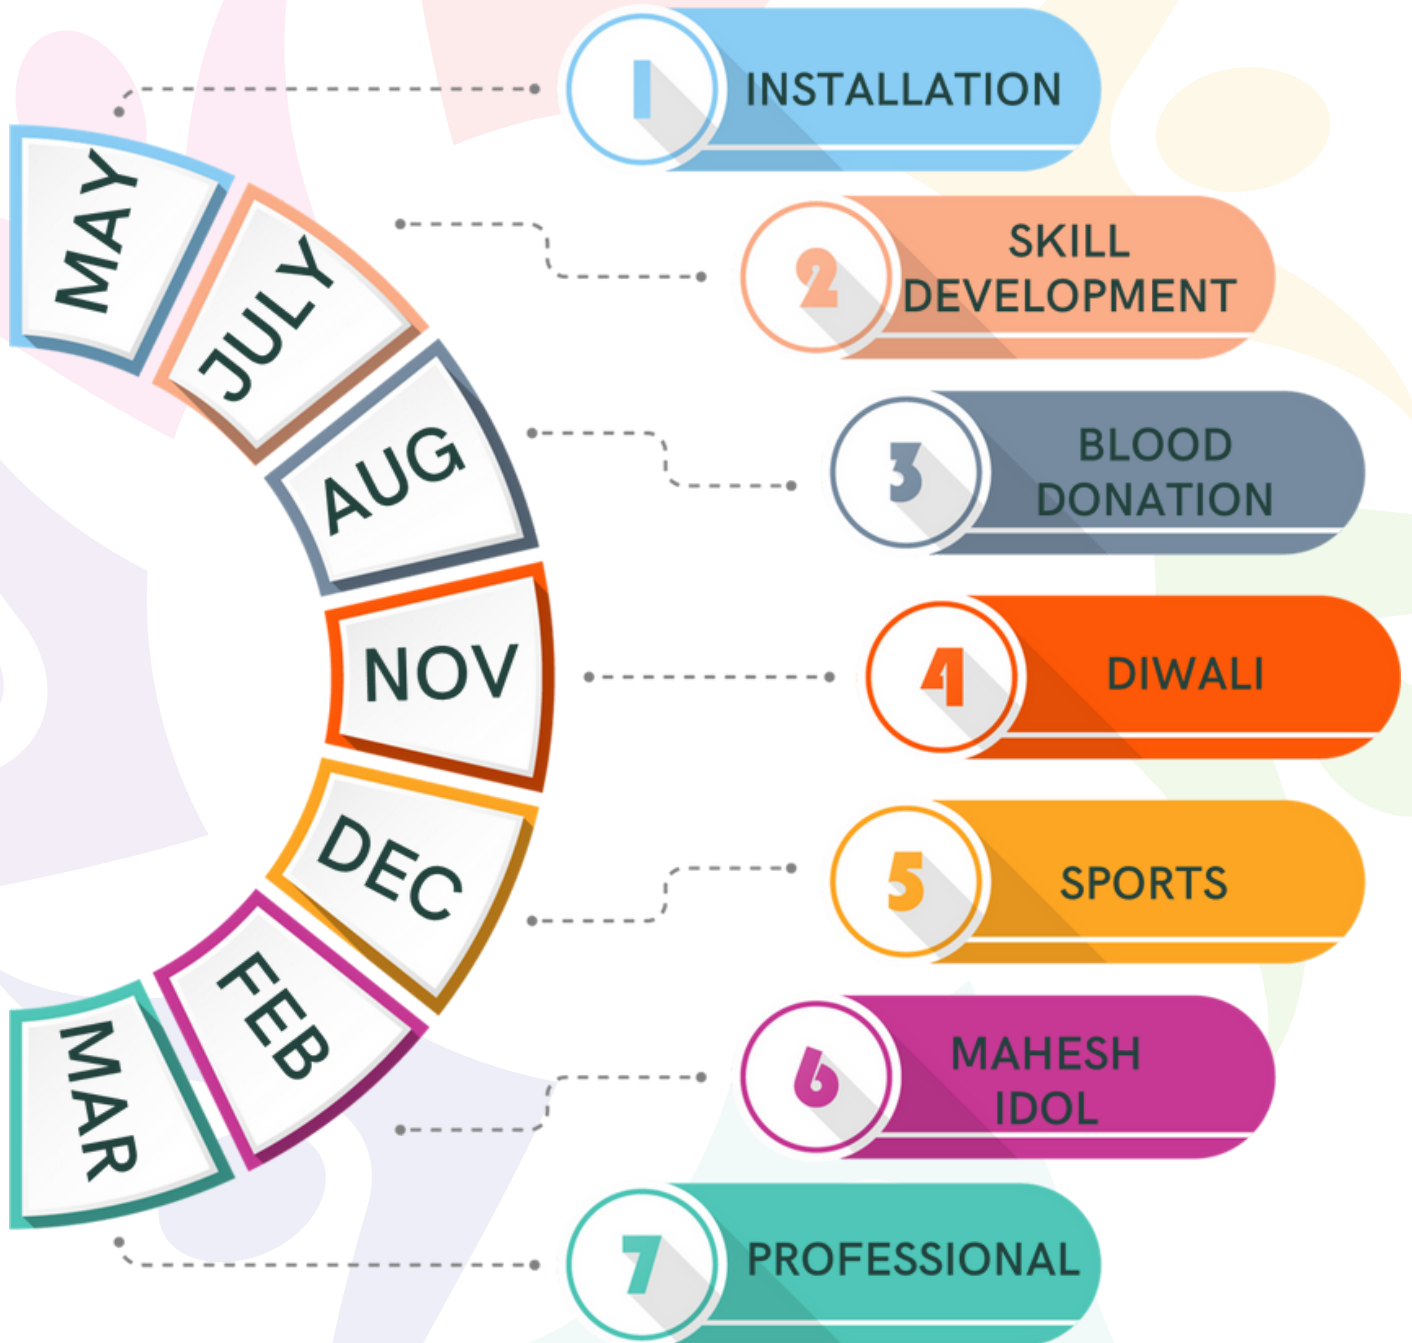 MAY
1
INSTALLATION
JULY
2
SKILL
DEVELOPMENT
AUG
3
BLOOD
DONATION
NOV
4
DIWALI
DEC
5
SPORTS
FEB
6
MAHESH
IDOL
MAR
7
PROFESSIONAL